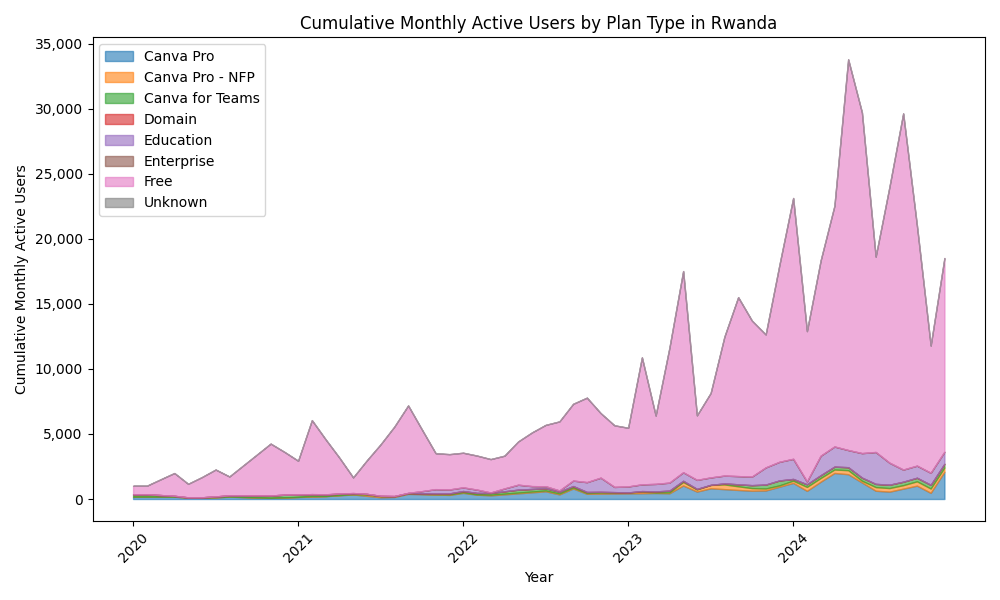 Cumulative Monthly Active Users by Plan Type in Rwanda
35,000
30,000
25,000
20,000
15,000
10,000
5,000
0
Cumulative Monthly Active Users
Canva Pro
Canva Pro - NFP
Canva for Teams
Domain
Education
Enterprise
Free
Unknown
2020
2021
2022
2023
2024
Year